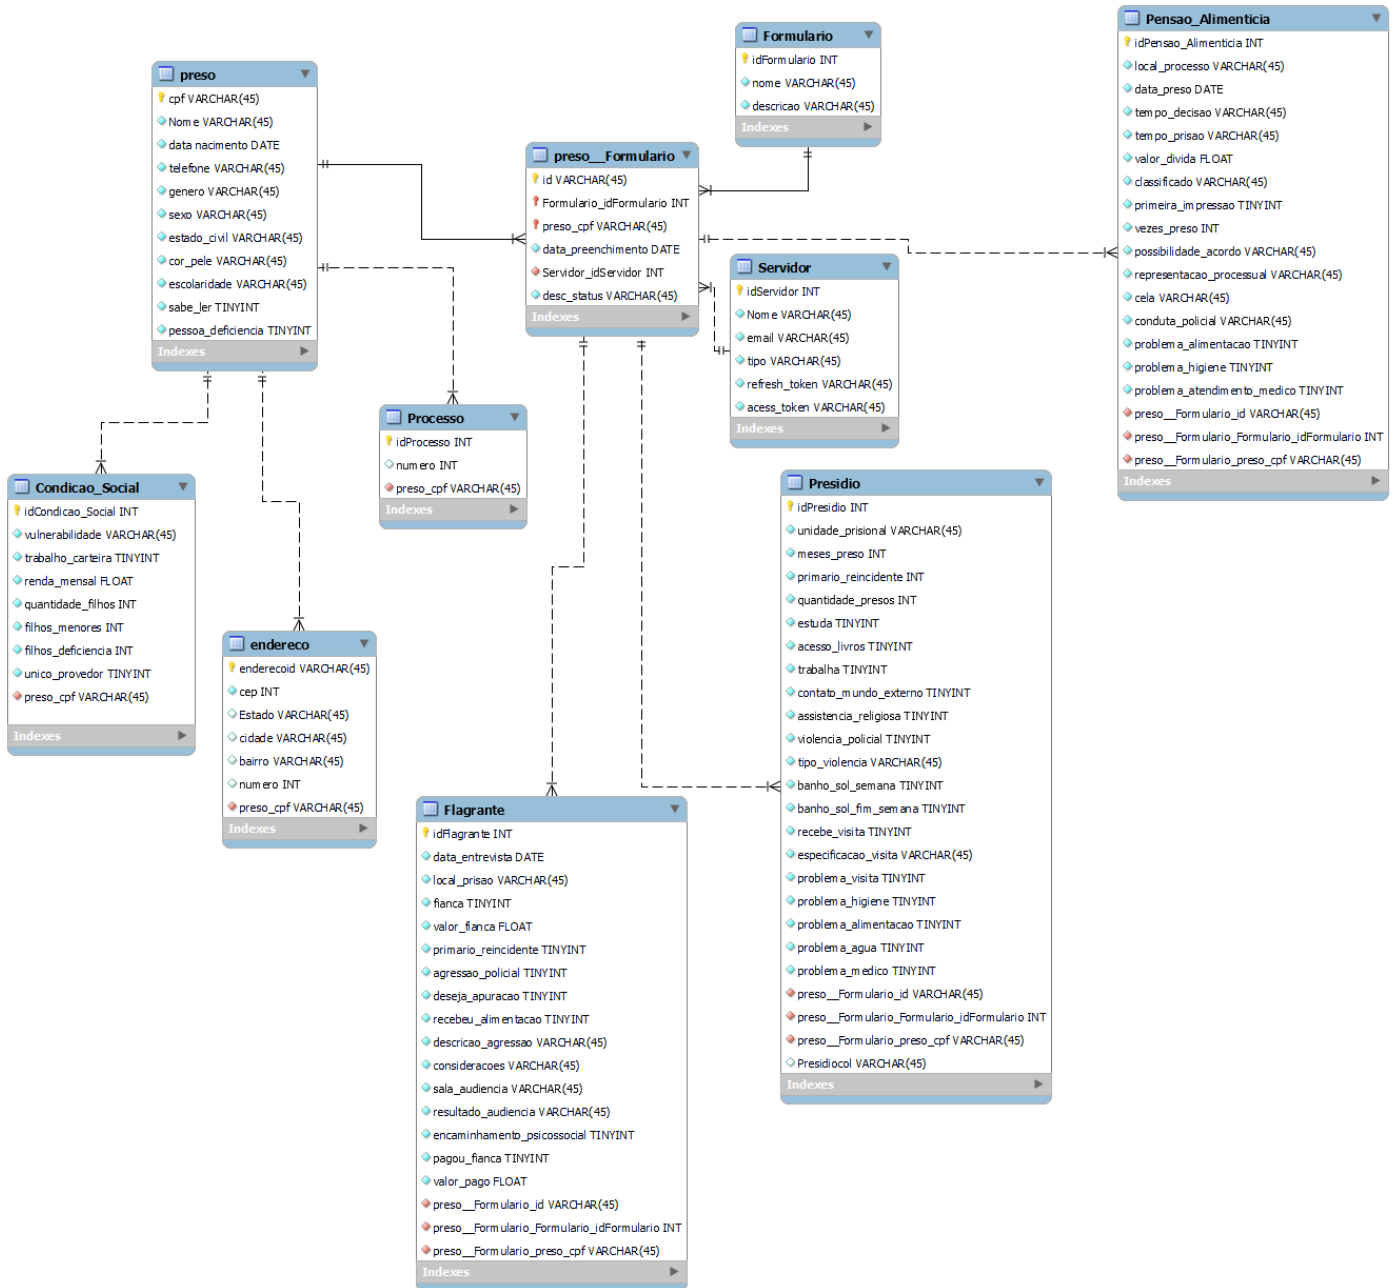 preso
cpf VARCHAR(45)
Nome VARCHAR(45)
data nacimento DATE
telefone VARCHAR(45)
genero VARCHAR(45)
sexo VARCHAR(45)
estado_civil VARCHAR(45)
cor_pele VARCHAR(45)
escolaridade VARCHAR(45)
sabe_ler TINYINT
pessoa_deficiencia TINYINT
Indexes
Formulario
idFormulario INT
nome VARCHAR(45)
descricao VARCHAR(45)
Indexes
Pensao_Alimenticia
idPensao_Alimenticia INT
local_processo VARCHAR(45)
data_preso DATE
tempo_decisao VARCHAR(45)
tempo_prisao VARCHAR(45)
valor_divida FLOAT
classificado VARCHAR(45)
primeira_impressao TINYINT
vezes_preso INT
possibilidade_acordo VARCHAR(45)
representacao_processual VARCHAR(45)
cela VARCHAR(45)
conduta_policial VARCHAR(45)
problema_alimentacao TINYINT
problema_higiene TINYINT
problema_atendimento_medico TINYINT
preso__Formulario_id VARCHAR(45)
preso__Formulario_Formulario_idFormulario INT
preso__Formulario_preso_cpf VARCHAR(45)
Indexes
preso__Formulario
id VARCHAR(45)
Formulario_idFormulario INT
preso_cpf VARCHAR(45)
data_preenchimento DATE
Servidor_idServidor INT
desc_status VARCHAR(45)
Indexes
Servidor
idServidor INT
Nome VARCHAR(45)
email VARCHAR(45)
tipo VARCHAR(45)
refresh_token VARCHAR(45)
acess_token VARCHAR(45)
Indexes
Processo
idProcesso INT
numero INT
preso_cpf VARCHAR(45)
Indexes
Condicao_Social
idCondicao_Social INT
vulnerabilidade VARCHAR(45)
trabalho_carteira TINYINT
renda_mensal FLOAT
quantidade_filhos INT
filhos_menores INT
filhos_deficiencia INT
unico_provedor TINYINT
preso_cpf VARCHAR(45)
Indexes
endereco
enderecoid VARCHAR(45)
cep INT
Estado VARCHAR(45)
cidade VARCHAR(45)
bairro VARCHAR(45)
numero INT
preso_cpf VARCHAR(45)
Indexes
Presidio
idPresidio INT
unidade_prisional VARCHAR(45)
meses_preso INT
primario_reincidente INT
quantidade_presos INT
estuda TINYINT
acesso_livros TINYINT
trabalha TINYINT
contato_mundo_externo TINYINT
assistencia_religiosa TINYINT
violencia_policial TINYINT
tipo_violencia VARCHAR(45)
banho_sol_semana TINYINT
banho_sol_fim_semana TINYINT
recebe_visita TINYINT
especificacao_visita VARCHAR(45)
problema_visita TINYINT
problema_higiene TINYINT
problema_alimentacao TINYINT
problema_agua TINYINT
problema_medico TINYINT
preso__Formulario_id VARCHAR(45)
preso__Formulario_Formulario_idFormulario INT
preso__Formulario_preso_cpf VARCHAR(45)
Presidiocol VARCHAR(45)
Indexes
Flagrante
idFlagrante INT
data_entrevista DATE
local_prisao VARCHAR(45)
fianca TINYINT
valor_fianca FLOAT
primario_reincidente TINYINT
agressao_policial TINYINT
deseja_apuracao TINYINT
recebeu_alimentacao TINYINT
descricao_agressao VARCHAR(45)
consideracoes VARCHAR(45)
sala_audiencia VARCHAR(45)
resultado_audiencia VARCHAR(45)
encaminhamento_psicossocial TINYINT
pagou_fianca TINYINT
valor_pago FLOAT
preso__Formulario_id VARCHAR(45)
preso__Formulario_Formulario_idFormulario INT
preso__Formulario_preso_cpf VARCHAR(45)
Indexes